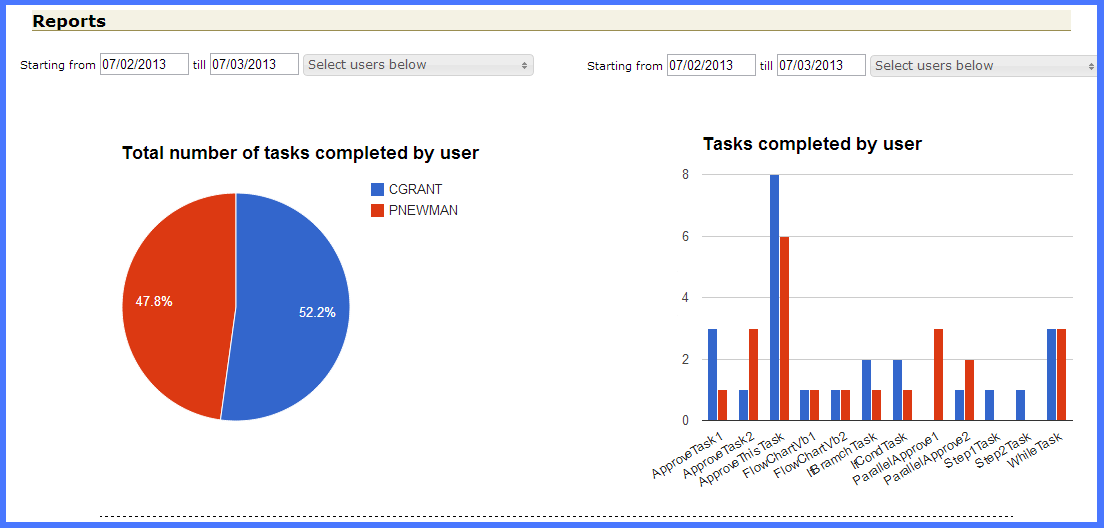 Reports
Starting from 07/02/2013 till 07/03/2013 Select users below
Starting from 07/02/2013 till 07/03/2013 Select users below
Total number of tasks completed by user
CGRANT
PNEWMAN
47.8%
52.2%
Tasks completed by user
8
6
4
2
0
ApproveTask1
ApproveTask2
ApproveThisTask
FlowChartVb1
FlowChartVb2
IfBramchTask
IfCondTask
ParallelApprove1
ParallelApprove2
Step1Task
Step2Task
WhileTask